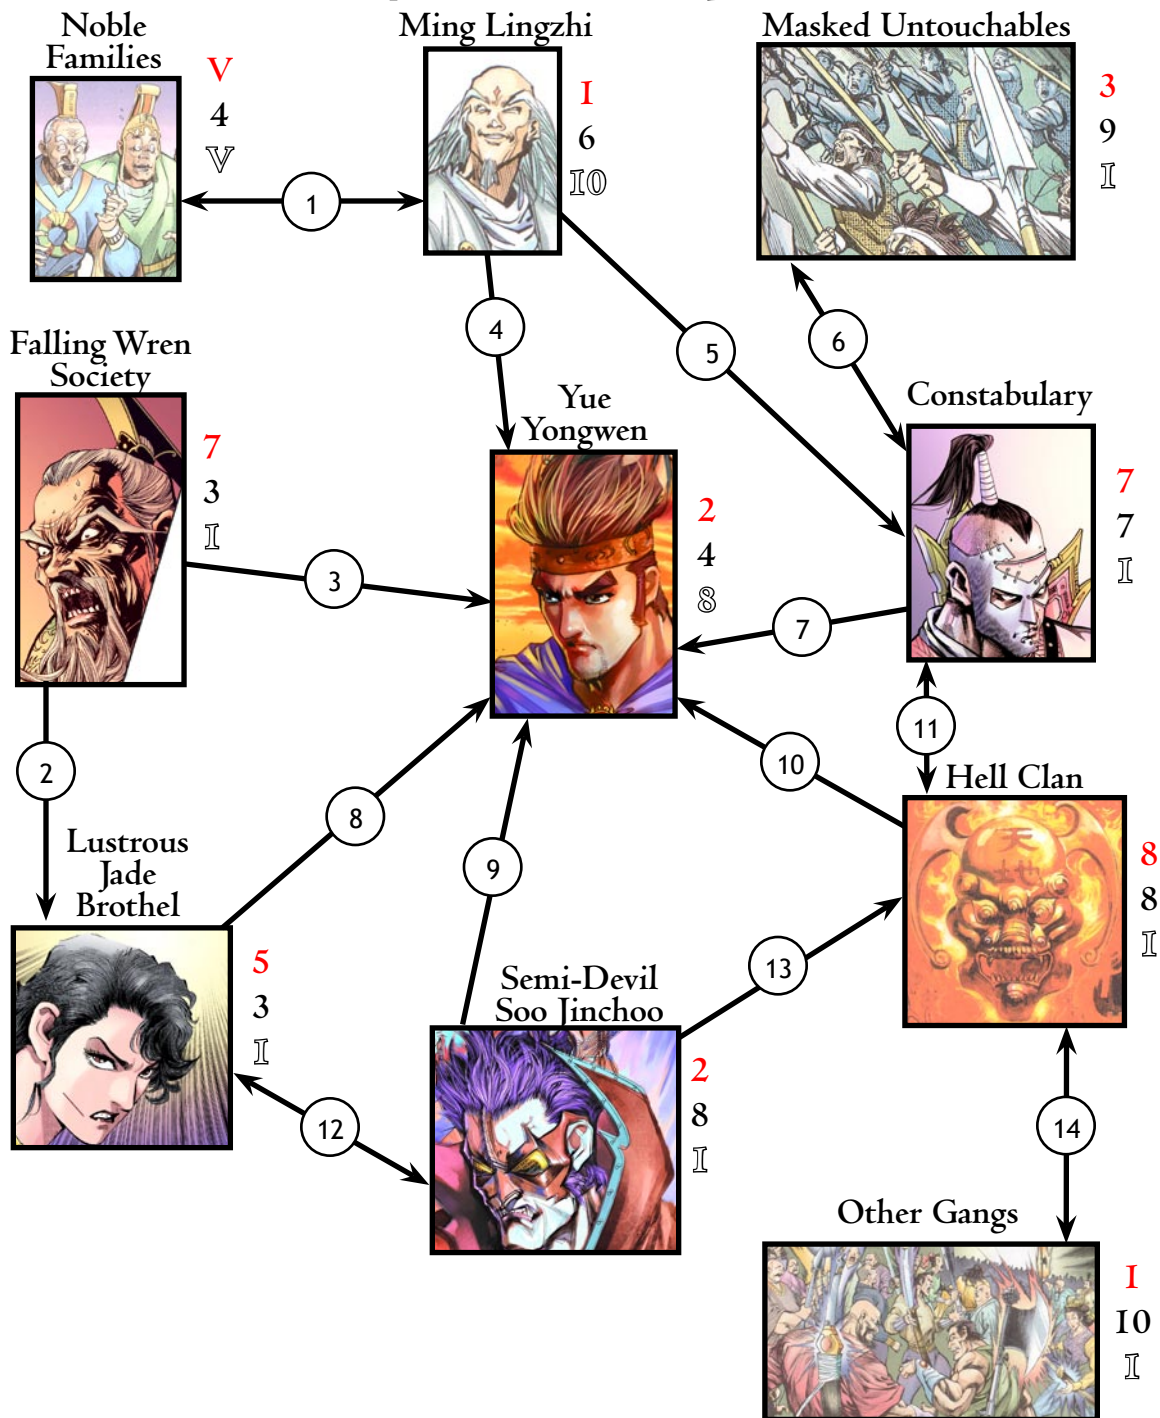 Noble
Families
V
4
V
Ming Lingzhi
I
6
10
Masked Untouchables
3
9
I
1
4
5
6
Falling Wren
Society
7
3
I
Yue
Yongwen
2
4
8
Constabulary
7
7
I
3
7
2
8
9
10
11
Lustrous
Jade
Brothel
5
3
I
Semi-Devil
Soo Jinchoo
2
8
I
Hell Clan
天
地
8
8
I
12
13
14
Other Gangs
I
10
I